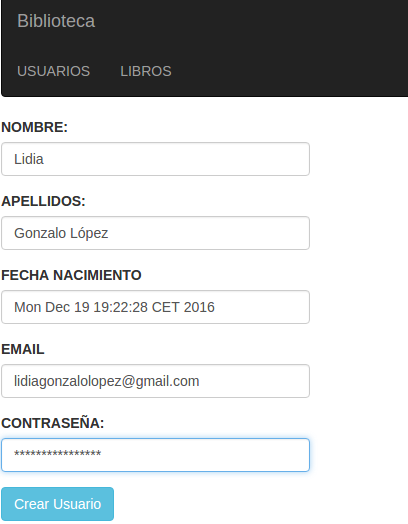 Biblioteca
USUARIOS LIBROS
NOMBRE:
Lidia
APELLIDOS:
Gonzalo López
FECHA NACIMIENTO
Mon Dec 19 19:22:28 CET 2016
EMAIL
lidiagonzalolopez@gmail.com
CONTRASEÑA:
****************
Crear Usuario